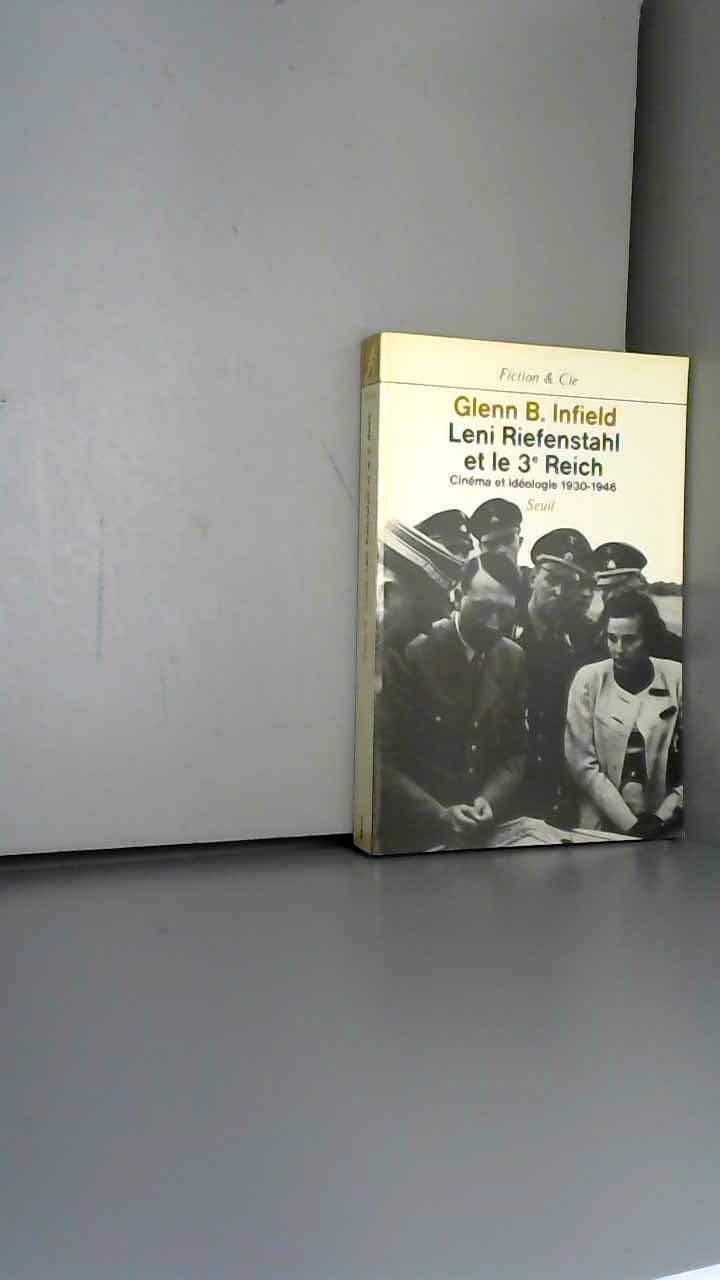 Fiction & Cie
Glenn B. Infield
Leni Riefenstahl
et le 3e Reich
Cinéma et idéologie 1930-1946
Seuil